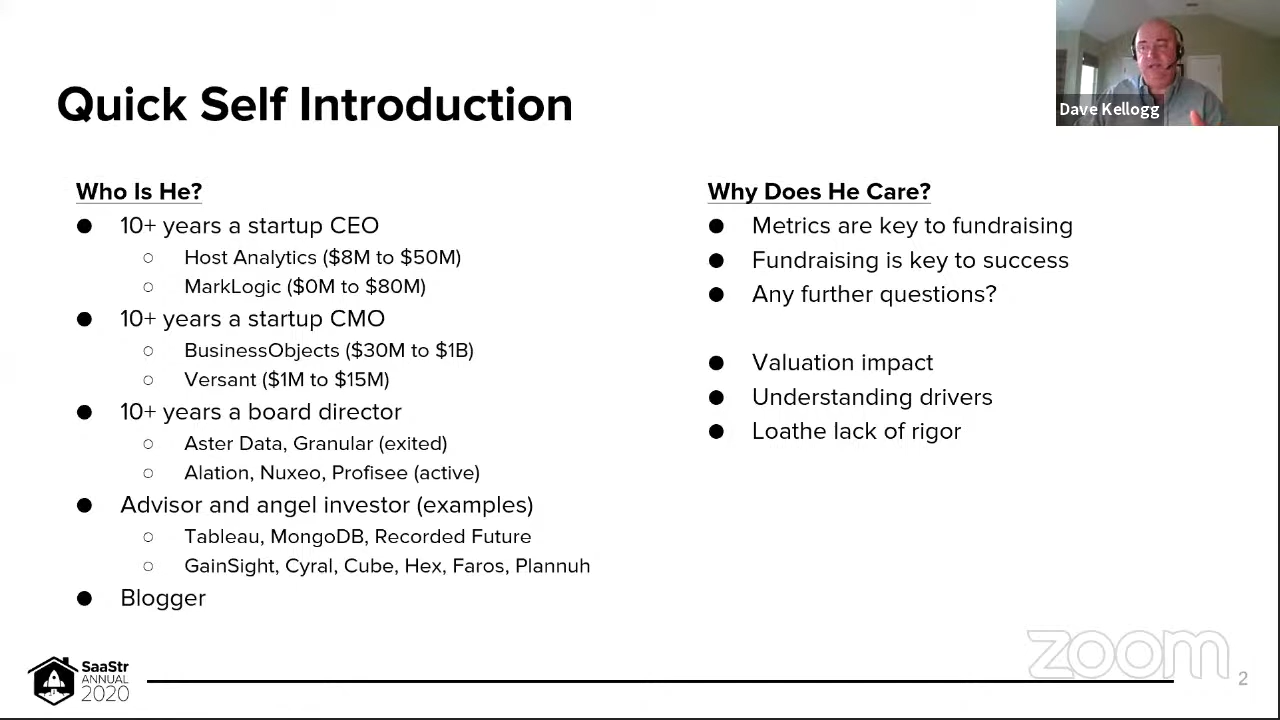 Quick Self Introduction
Dave Kellogg
Who Is He?
● 10+ years a startup CEO
○ Host Analytics ($8M to $50M)
○ MarkLogic ($0M to $80M)
● 10+ years a startup CMO
○ BusinessObjects ($30M to $1B)
○ Versant ($1M to $15M)
● 10+ years a board director
○ Aster Data, Granular (exited)
○ Alation, Nuxeo, Profisee (active)
● Advisor and angel investor (examples)
○ Tableau, MongoDB, Recorded Future
○ GainSight, Cyral, Cube, Hex, Faros, Plannuh
● Blogger
Why Does He Care?
● Metrics are key to fundraising
● Fundraising is key to success
● Any further questions?
● Valuation impact
● Understanding drivers
● Loathe lack of rigor
SaaStr
ANNUAL
2020
zoom
2